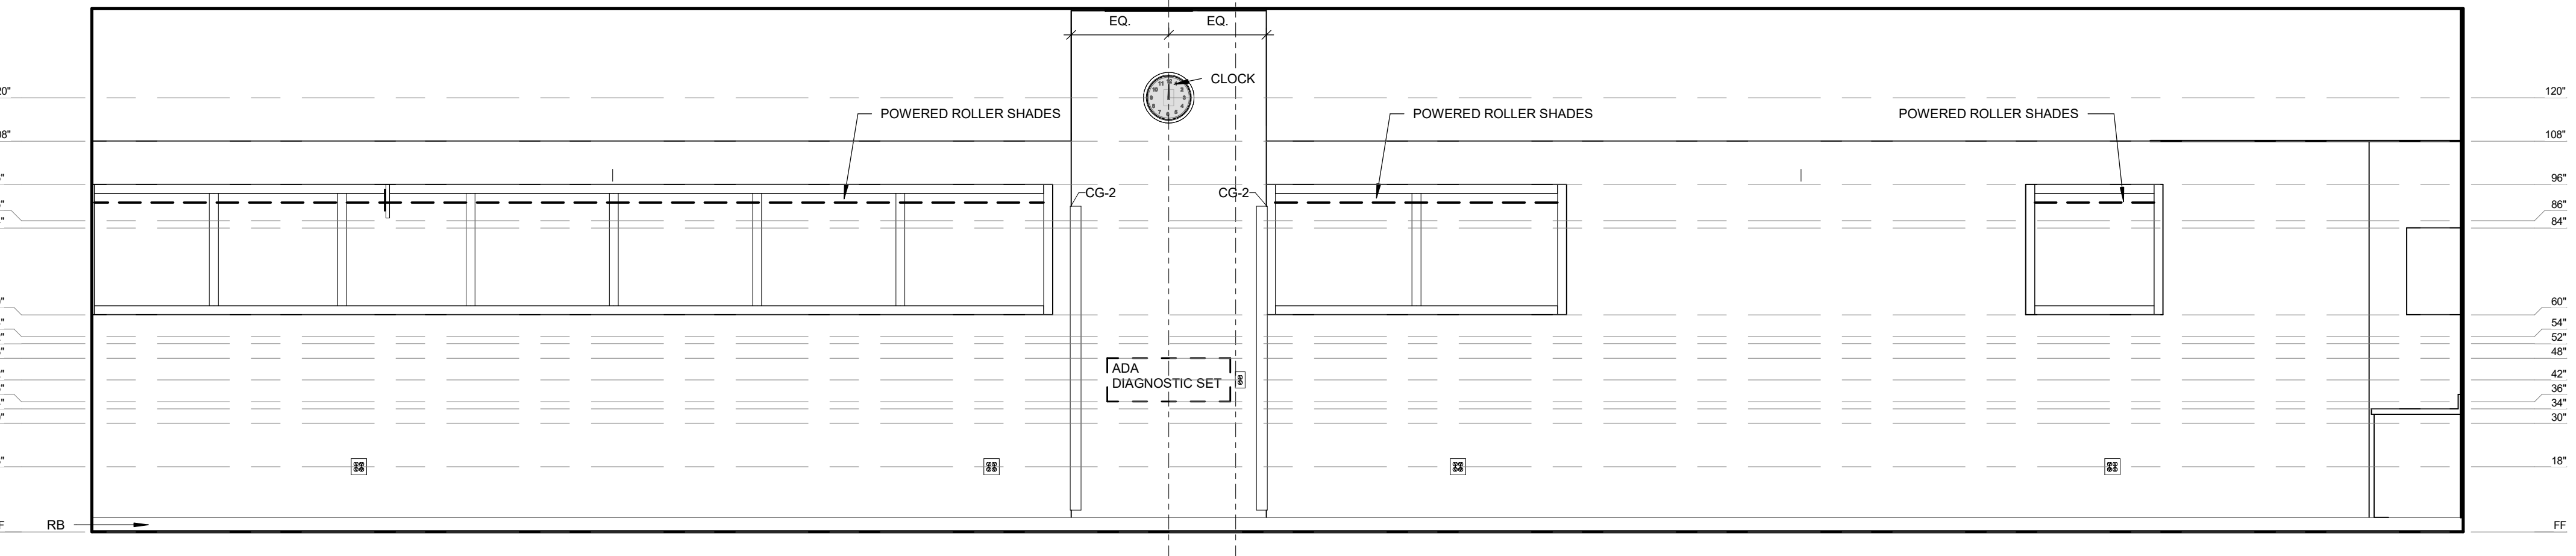 EQ. EQ.
CLOCK
POWERED ROLLER SHADES
POWERED ROLLER SHADES
POWERED ROLLER SHADES
CG-2
CG-2
ADA
DIAGNOSTIC SET
RB
120"
108"
96"
86"
84"
60"
54"
52"
48"
42"
36"
34"
30"
18"
FF